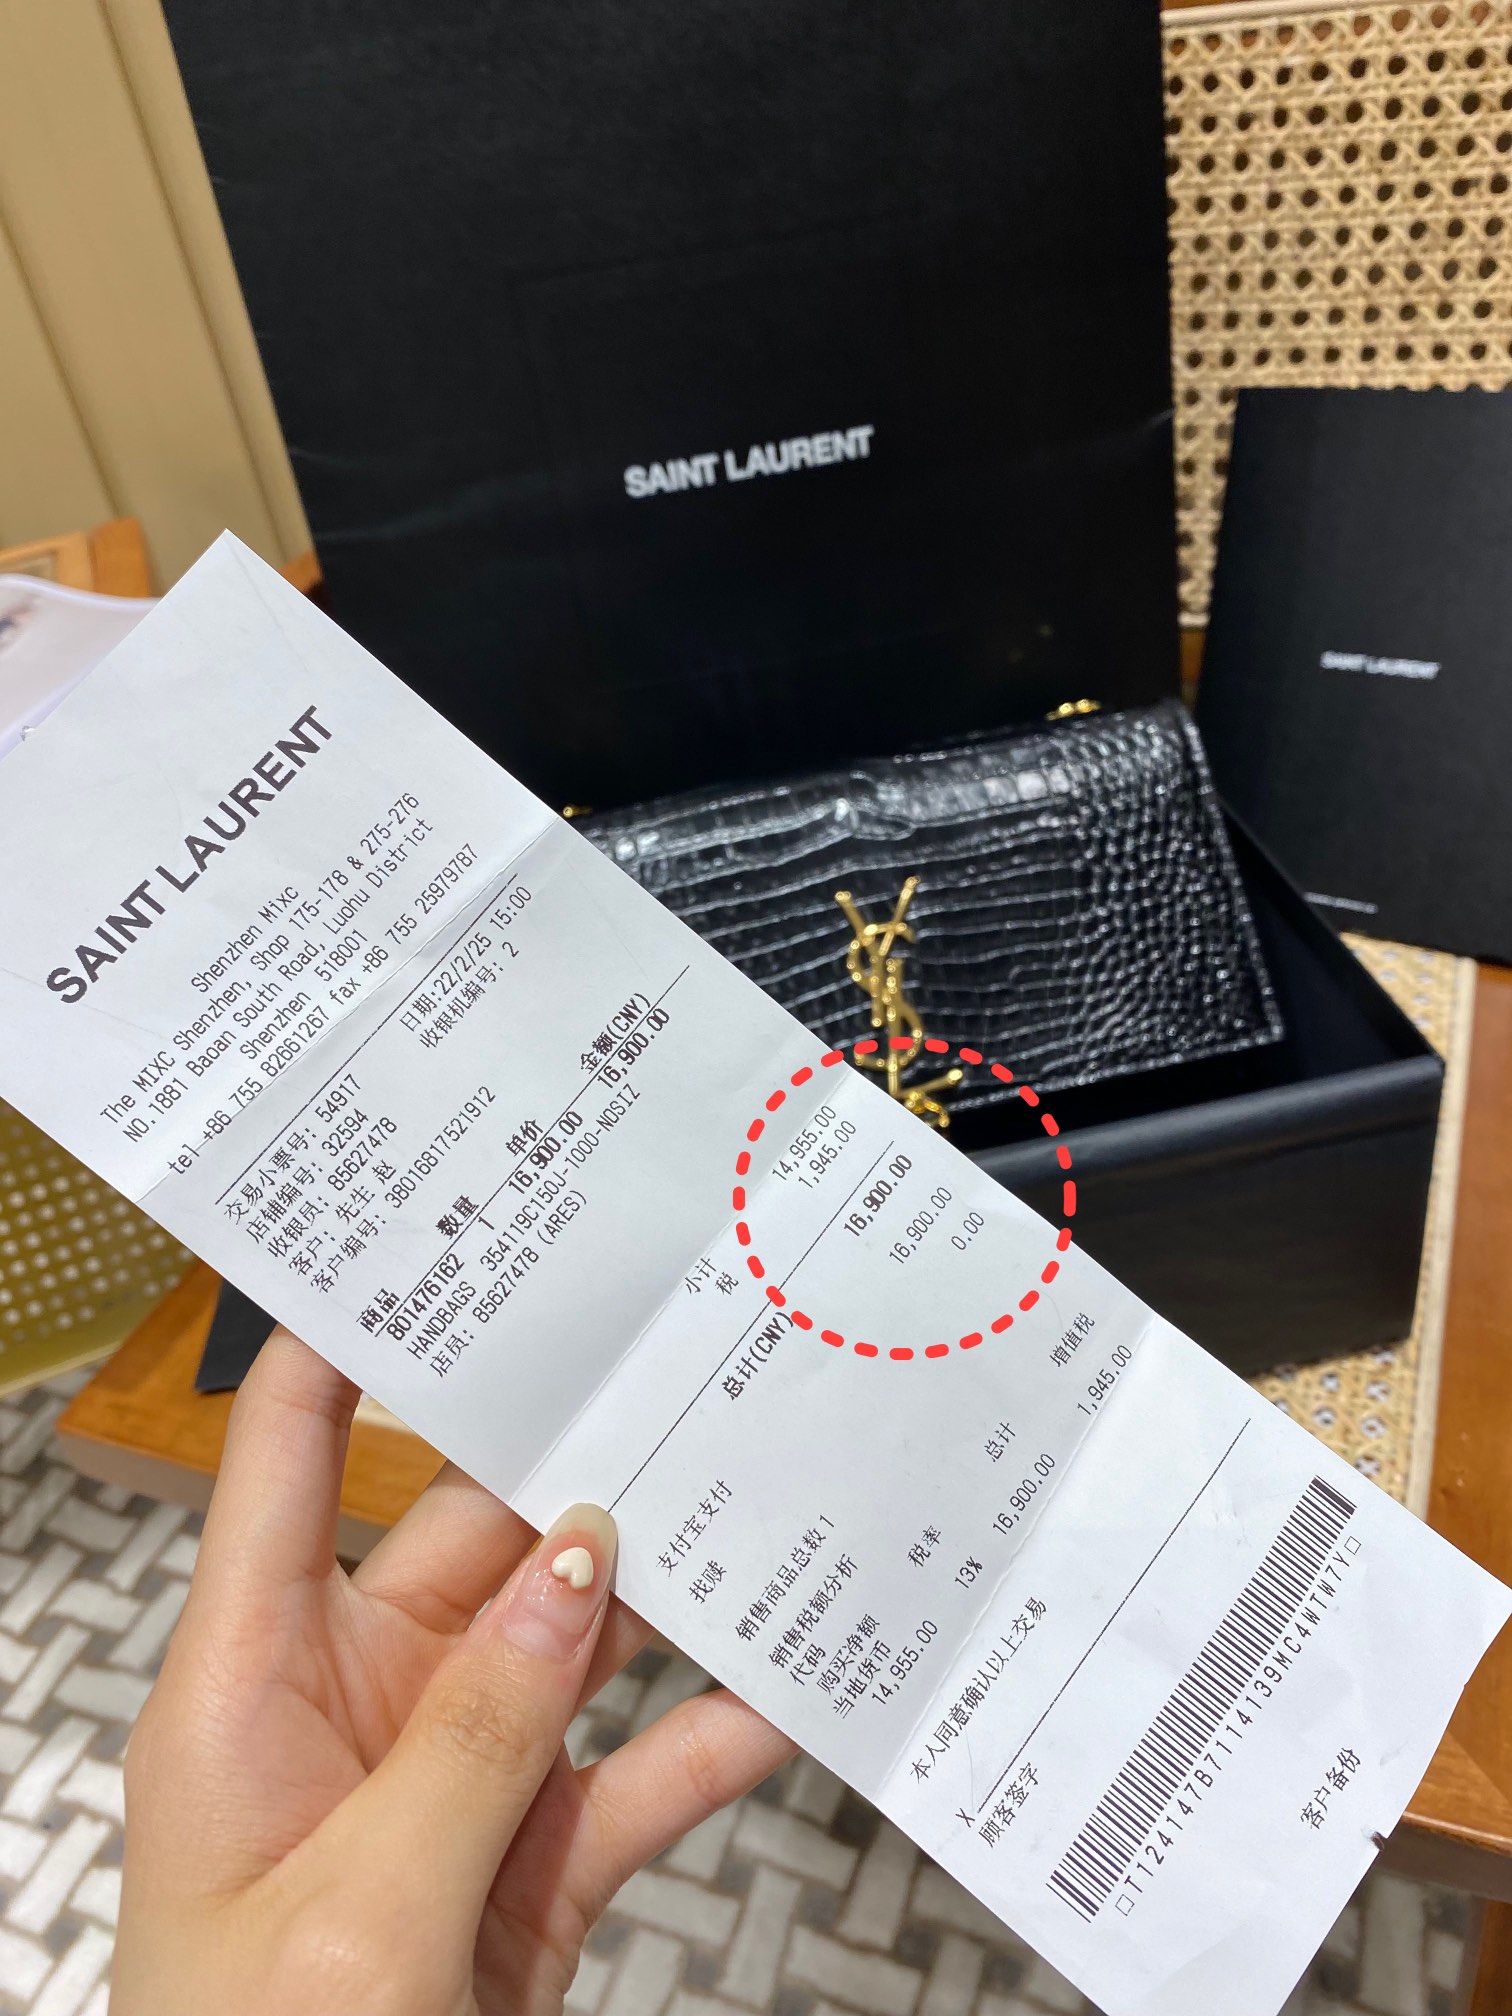 SAINT LAURENT
SAINT LAURENT
SAINT LAURENT
Shenzhen Mixc
The MIXC Shenzhen, Shop 175-178 & 275-276
NO.1881 Baoan South Road, Luohu District
Shenzhen 518001
tel +86 755 82661267 fax +86 755 25979787
日期:22/2/25 15:00
收银机编号: 2
交易小票号: 54917
店铺编号: 32594
收银员: 85627478
客户: 先生 赵
客户编号: 38016817521912
商品 数量 单价 金额(CNY)
801476162 1 16,900.00 16,900.00
HANDBAGS 354119C150J-1000-NOSIZ
店员: 85627478 (ARES)
小计 14,955.00
税 1,945.00
总计(CNY) 16,900.00
支付宝支付 16,900.00
找赎 0.00
销售商品总数 1
销售税额分析
代码 税率 总计 增值税
购买净额
当地货币
14,955.00 13% 16,900.00 1,945.00
本人同意确认以上交易
X
顾客签字
T124147B7114139MC4WTW7Y
客户备份